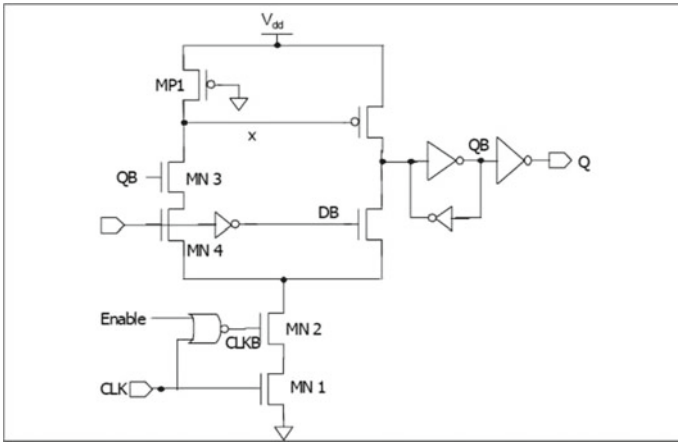 Vdd
MP1
x
QB
QB
Q
MN 3
DB
MN 4
Enable
MN 2
CLKB
CLK
MN 1